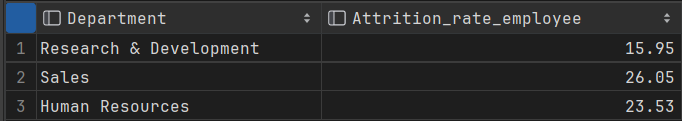 Department Attrition_rate_employee
1 Research & Development 15.95
2 Sales 26.05
3 Human Resources 23.53